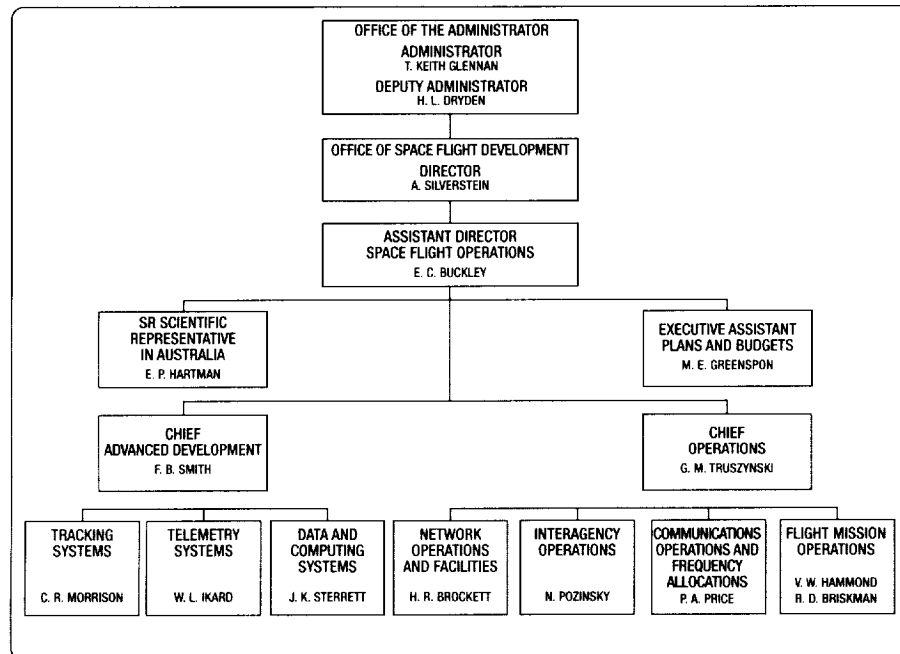 OFFICE OF THE ADMINISTRATOR
ADMINISTRATOR
T. KEITH GLENNAN
DEPUTY ADMINISTRATOR
H. L. DRYDEN
OFFICE OF SPACE FLIGHT DEVELOPMENT
DIRECTOR
A. SILVERSTEIN
ASSISTANT DIRECTOR
SPACE FLIGHT OPERATIONS
E. C. BUCKLEY
SR SCIENTIFIC
REPRESENTATIVE
IN AUSTRALIA
E. P. HARTMAN
EXECUTIVE ASSISTANT
PLANS AND BUDGETS
M. E. GREENSPON
CHIEF
ADVANCED DEVELOPMENT
F. B. SMITH
CHIEF
OPERATIONS
G. M. TRUSZYNSKI
TRACKING
SYSTEMS
C. R. MORRISON
TELEMETRY
SYSTEMS
W. L. IKARD
DATA AND
COMPUTING
SYSTEMS
J. K. STERRETT
NETWORK
OPERATIONS
AND FACILITIES
H. R. BROCKETT
INTERAGENCY
OPERATIONS
N. POZINSKY
COMMUNICATIONS
OPERATIONS AND
FREQUENCY
ALLOCATIONS
P. A. PRICE
FLIGHT MISSION
OPERATIONS
V. W. HAMMOND
R. D. BRISKMAN